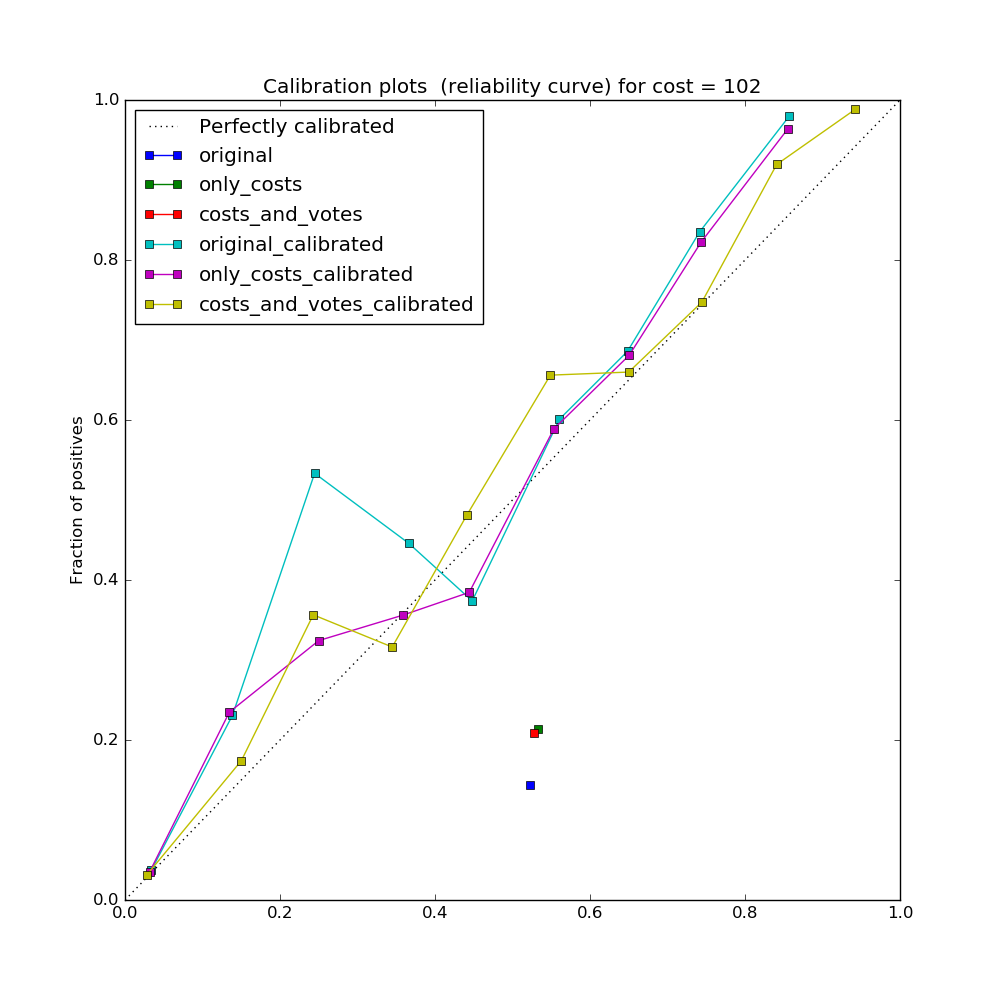 Calibration plots  (reliability curve) for cost = 102
Perfectly calibrated
original
only_costs
costs_and_votes
original_calibrated
only_costs_calibrated
costs_and_votes_calibrated
Fraction of positives
1.0
0.8
0.6
0.4
0.2
0.0
0.0 0.2 0.4 0.6 0.8 1.0